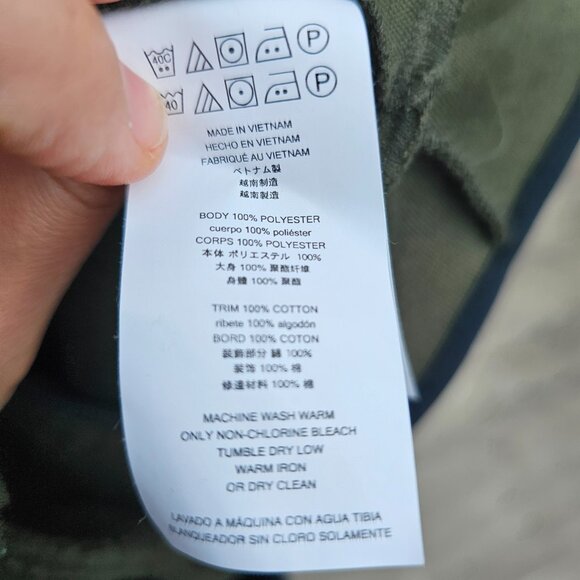 40C P
40 P
MADE IN VIETNAM
HECHO EN VIETNAM
FABRIQUÉ AU VIETNAM
ベトナム製
越南制造
越南製造
BODY 100% POLYESTER
cuerpo 100% poliéster
CORPS 100% POLYESTER
本体 ポリエステル 100%
大身 100% 聚酯纤维
身體 100% 聚酯
TRIM 100% COTTON
ribete 100% algodón
BORD 100% COTON
装飾部分 綿 100%
装饰 100% 棉
100% 棉
MACHINE WASH WARM
ONLY NON-CHLORINE BLEACH
TUMBLE DRY LOW
WARM IRON
OR DRY CLEAN
LAVADO A MÁQUINA CON AGUA TIBIA
BLANQUEADOR SIN CLORO SOLAMENTE